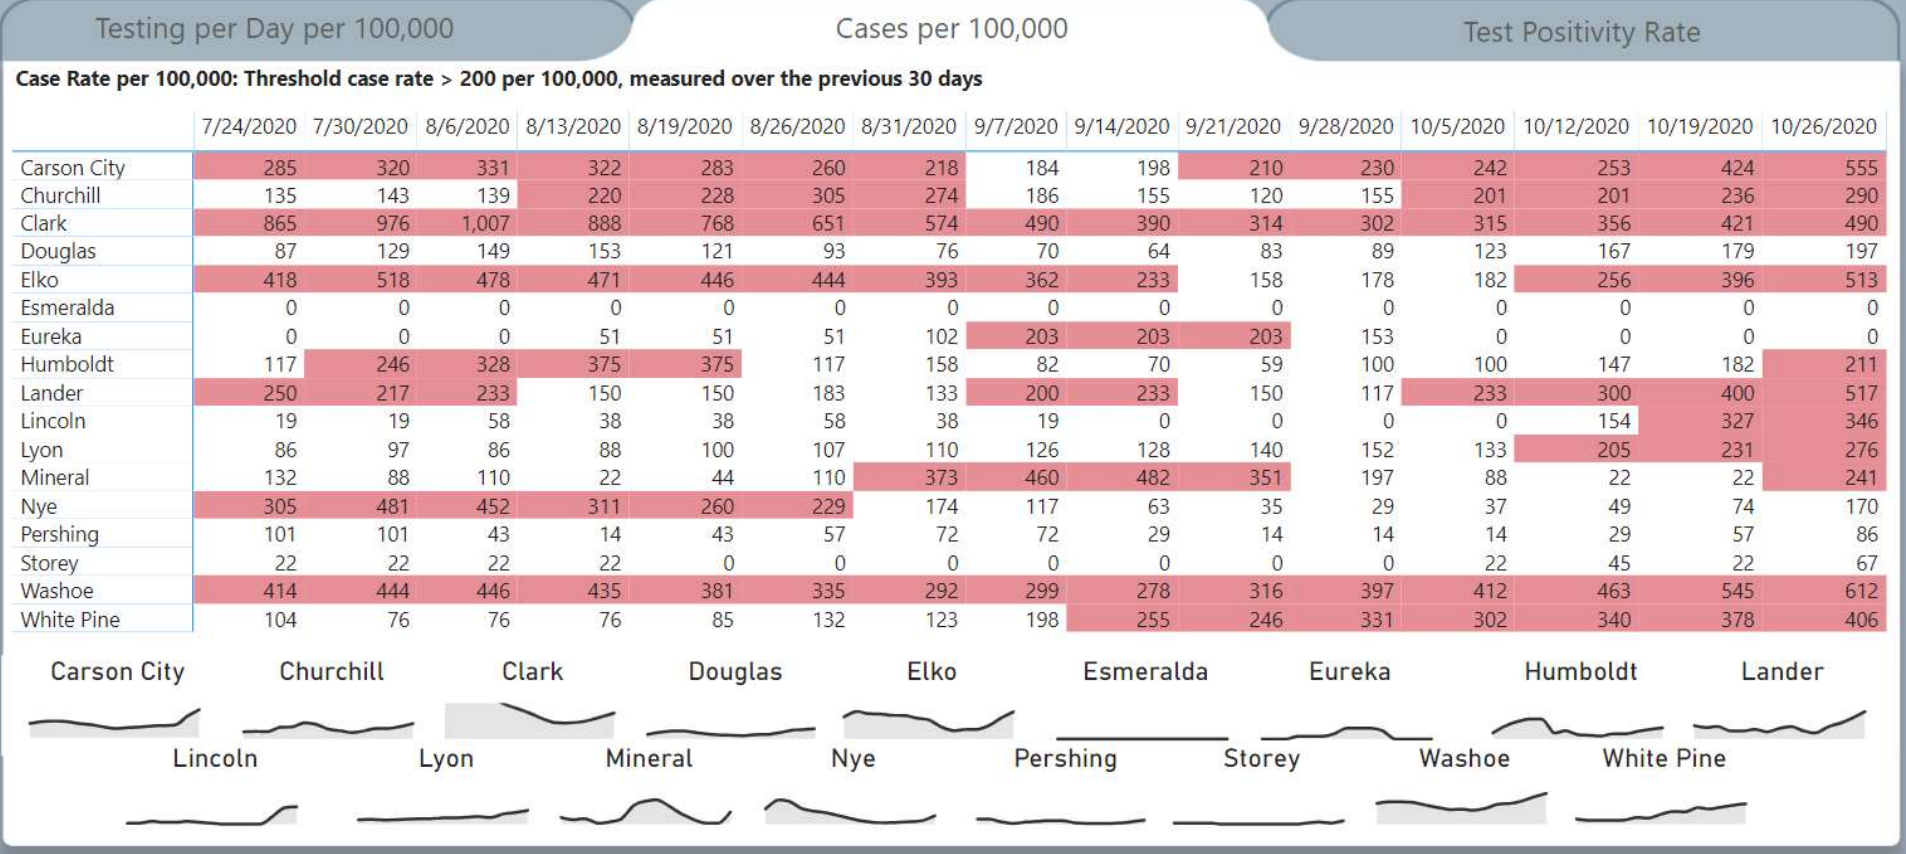 Testing per Day per 100,000 Cases per 100,000 Test Positivity Rate
Case Rate per 100,000: Threshold case rate > 200 per 100,000, measured over the previous 30 days
7/24/2020 7/30/2020 8/6/2020 8/13/2020 8/19/2020 8/26/2020 8/31/2020 9/7/2020 9/14/2020 9/21/2020 9/28/2020 10/5/2020 10/12/2020 10/19/2020 10/26/2020
Carson City 285 320 331 322 283 260 218 184 198 210 230 242 253 424 555
Churchill 135 143 139 220 228 305 274 186 155 120 155 201 201 236 290
Clark 865 976 1,007 888 768 651 574 490 390 314 302 315 356 421 490
Douglas 87 129 149 153 121 93 76 70 64 83 89 123 167 179 197
Elko 418 518 478 471 446 444 393 362 233 158 178 182 256 396 513
Esmeralda 0 0 0 0 0 0 0 0 0 0 0 0 0 0 0
Eureka 0 0 0 51 51 51 102 203 203 203 153 0 0 0 0
Humboldt 117 246 328 375 375 117 158 82 70 59 100 100 147 182 211
Lander 250 217 233 150 150 183 133 200 233 150 117 233 300 400 517
Lincoln 19 19 58 38 38 58 38 19 0 0 0 0 154 327 346
Lyon 86 97 86 88 100 107 110 126 128 140 152 133 205 231 276
Mineral 132 88 110 22 44 110 373 460 482 351 197 88 22 22 241
Nye 305 481 452 311 260 229 174 117 63 35 29 37 49 74 170
Pershing 101 101 43 14 43 57 72 72 29 14 14 14 29 57 86
Storey 22 22 22 22 0 0 0 0 0 0 0 22 45 22 67
Washoe 414 444 446 435 381 335 292 299 278 316 397 412 463 545 612
White Pine 104 76 76 76 85 132 123 198 255 246 331 302 340 378 406
Carson City Churchill Clark Douglas Elko Esmeralda Eureka Humboldt Lander
Lincoln Lyon Mineral Nye Pershing Storey Washoe White Pine